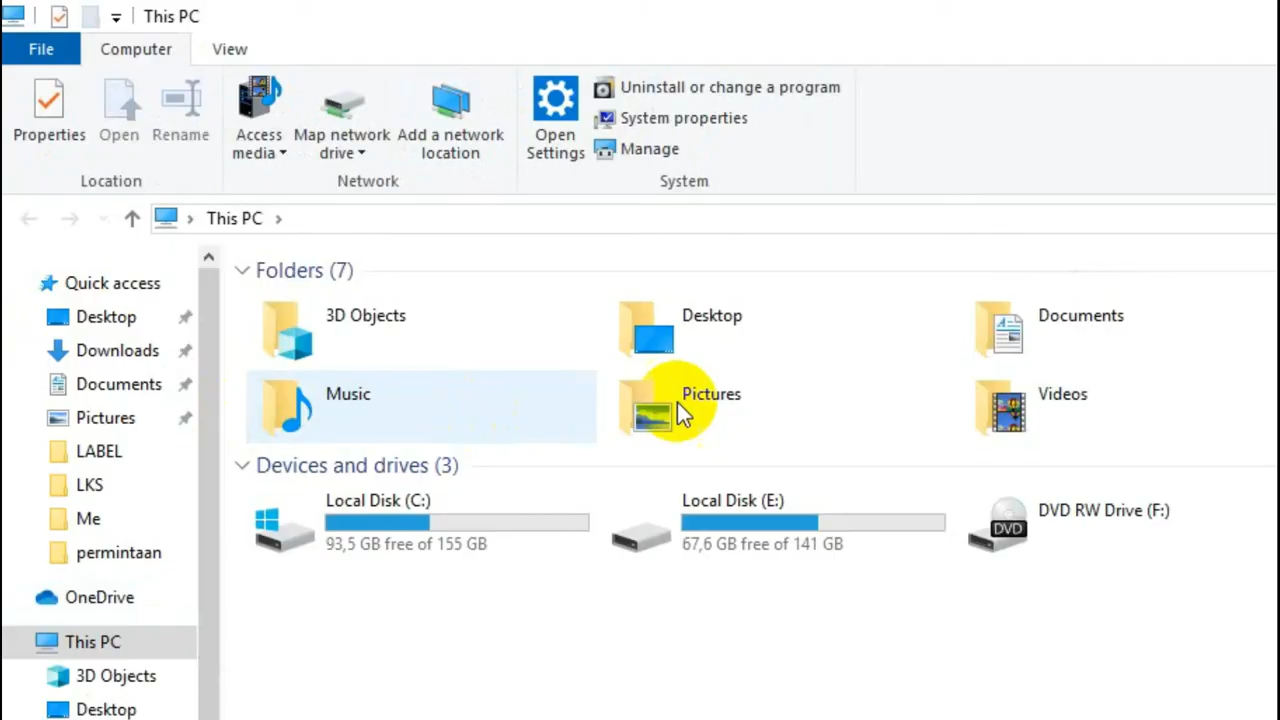 This PC
File Computer View
Properties Open Rename Access media Map network drive Add a network location Open Settings Uninstall or change a program
System properties
Manage
Location Network System
This PC
Quick access
Desktop
Downloads
Documents
Pictures
LABEL
LKS
Me
permintaan
OneDrive
This PC
3D Objects
Desktop
Folders (7)
3D Objects Desktop Documents
Music Pictures Videos
Devices and drives (3)
Local Disk (C:)
93,5 GB free of 155 GB
Local Disk (E:)
67,6 GB free of 141 GB
DVD RW Drive (F:)
DVD